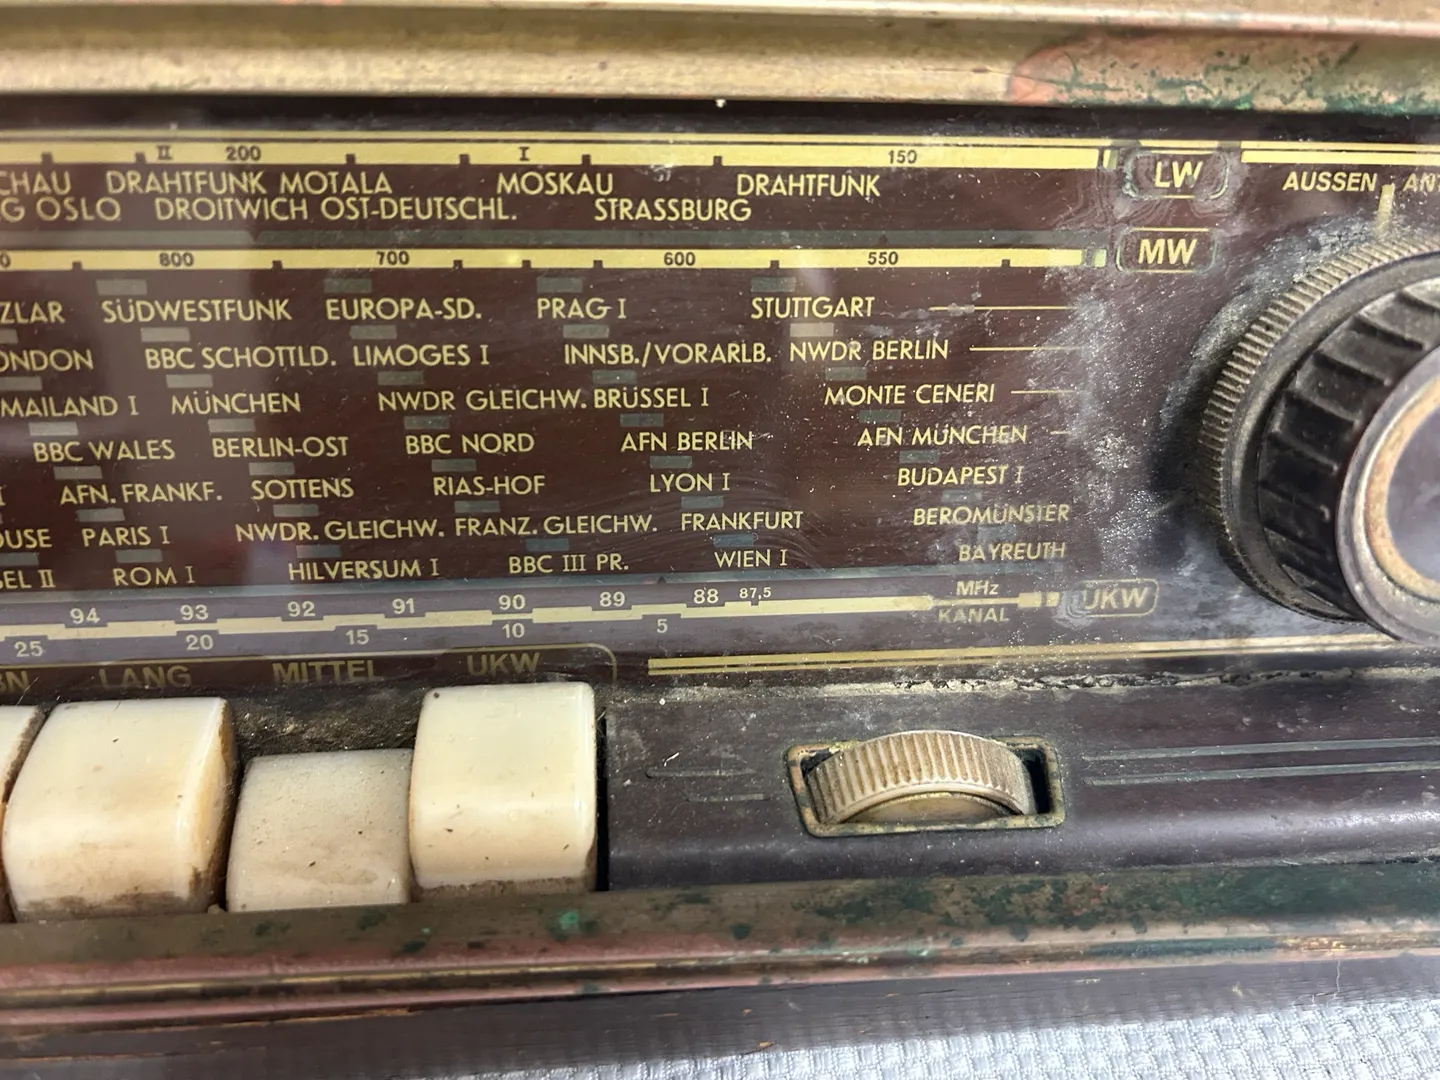 II 200 I 150
CHAU DRAHTFUNK MOTALA MOSKAU DRAHTFUNK LW AUSSEN ANT
G OSLO DROITWICH OST-DEUTSCHL. STRASSBURG
0 800 700 600 550 MW
ZLAR SÜDWESTFUNK EUROPA-SD. PRAG I STUTTGART
ONDON BBC SCHOTTLD. LIMOGES I INNSB./VORARLB. NWDR BERLIN
MAILAND I MÜNCHEN NWDR GLEICHW. BRÜSSEL I MONTE CENERI
BBC WALES BERLIN-OST BBC NORD AFN BERLIN AFN MÜNCHEN
I AFN. FRANKF. SOTTENS RIAS-HOF LYON I BUDAPEST I
OUSE PARIS I NWDR. GLEICHW. FRANZ. GLEICHW. FRANKFURT BEROMÜNSTER
SEL II ROM I HILVERSUM I BBC III PR. WIEN I BAYREUTH
94 93 92 91 90 89 88 87,5 MHz UKW
25 20 15 10 5 KANAL
BN LANG MITTEL UKW